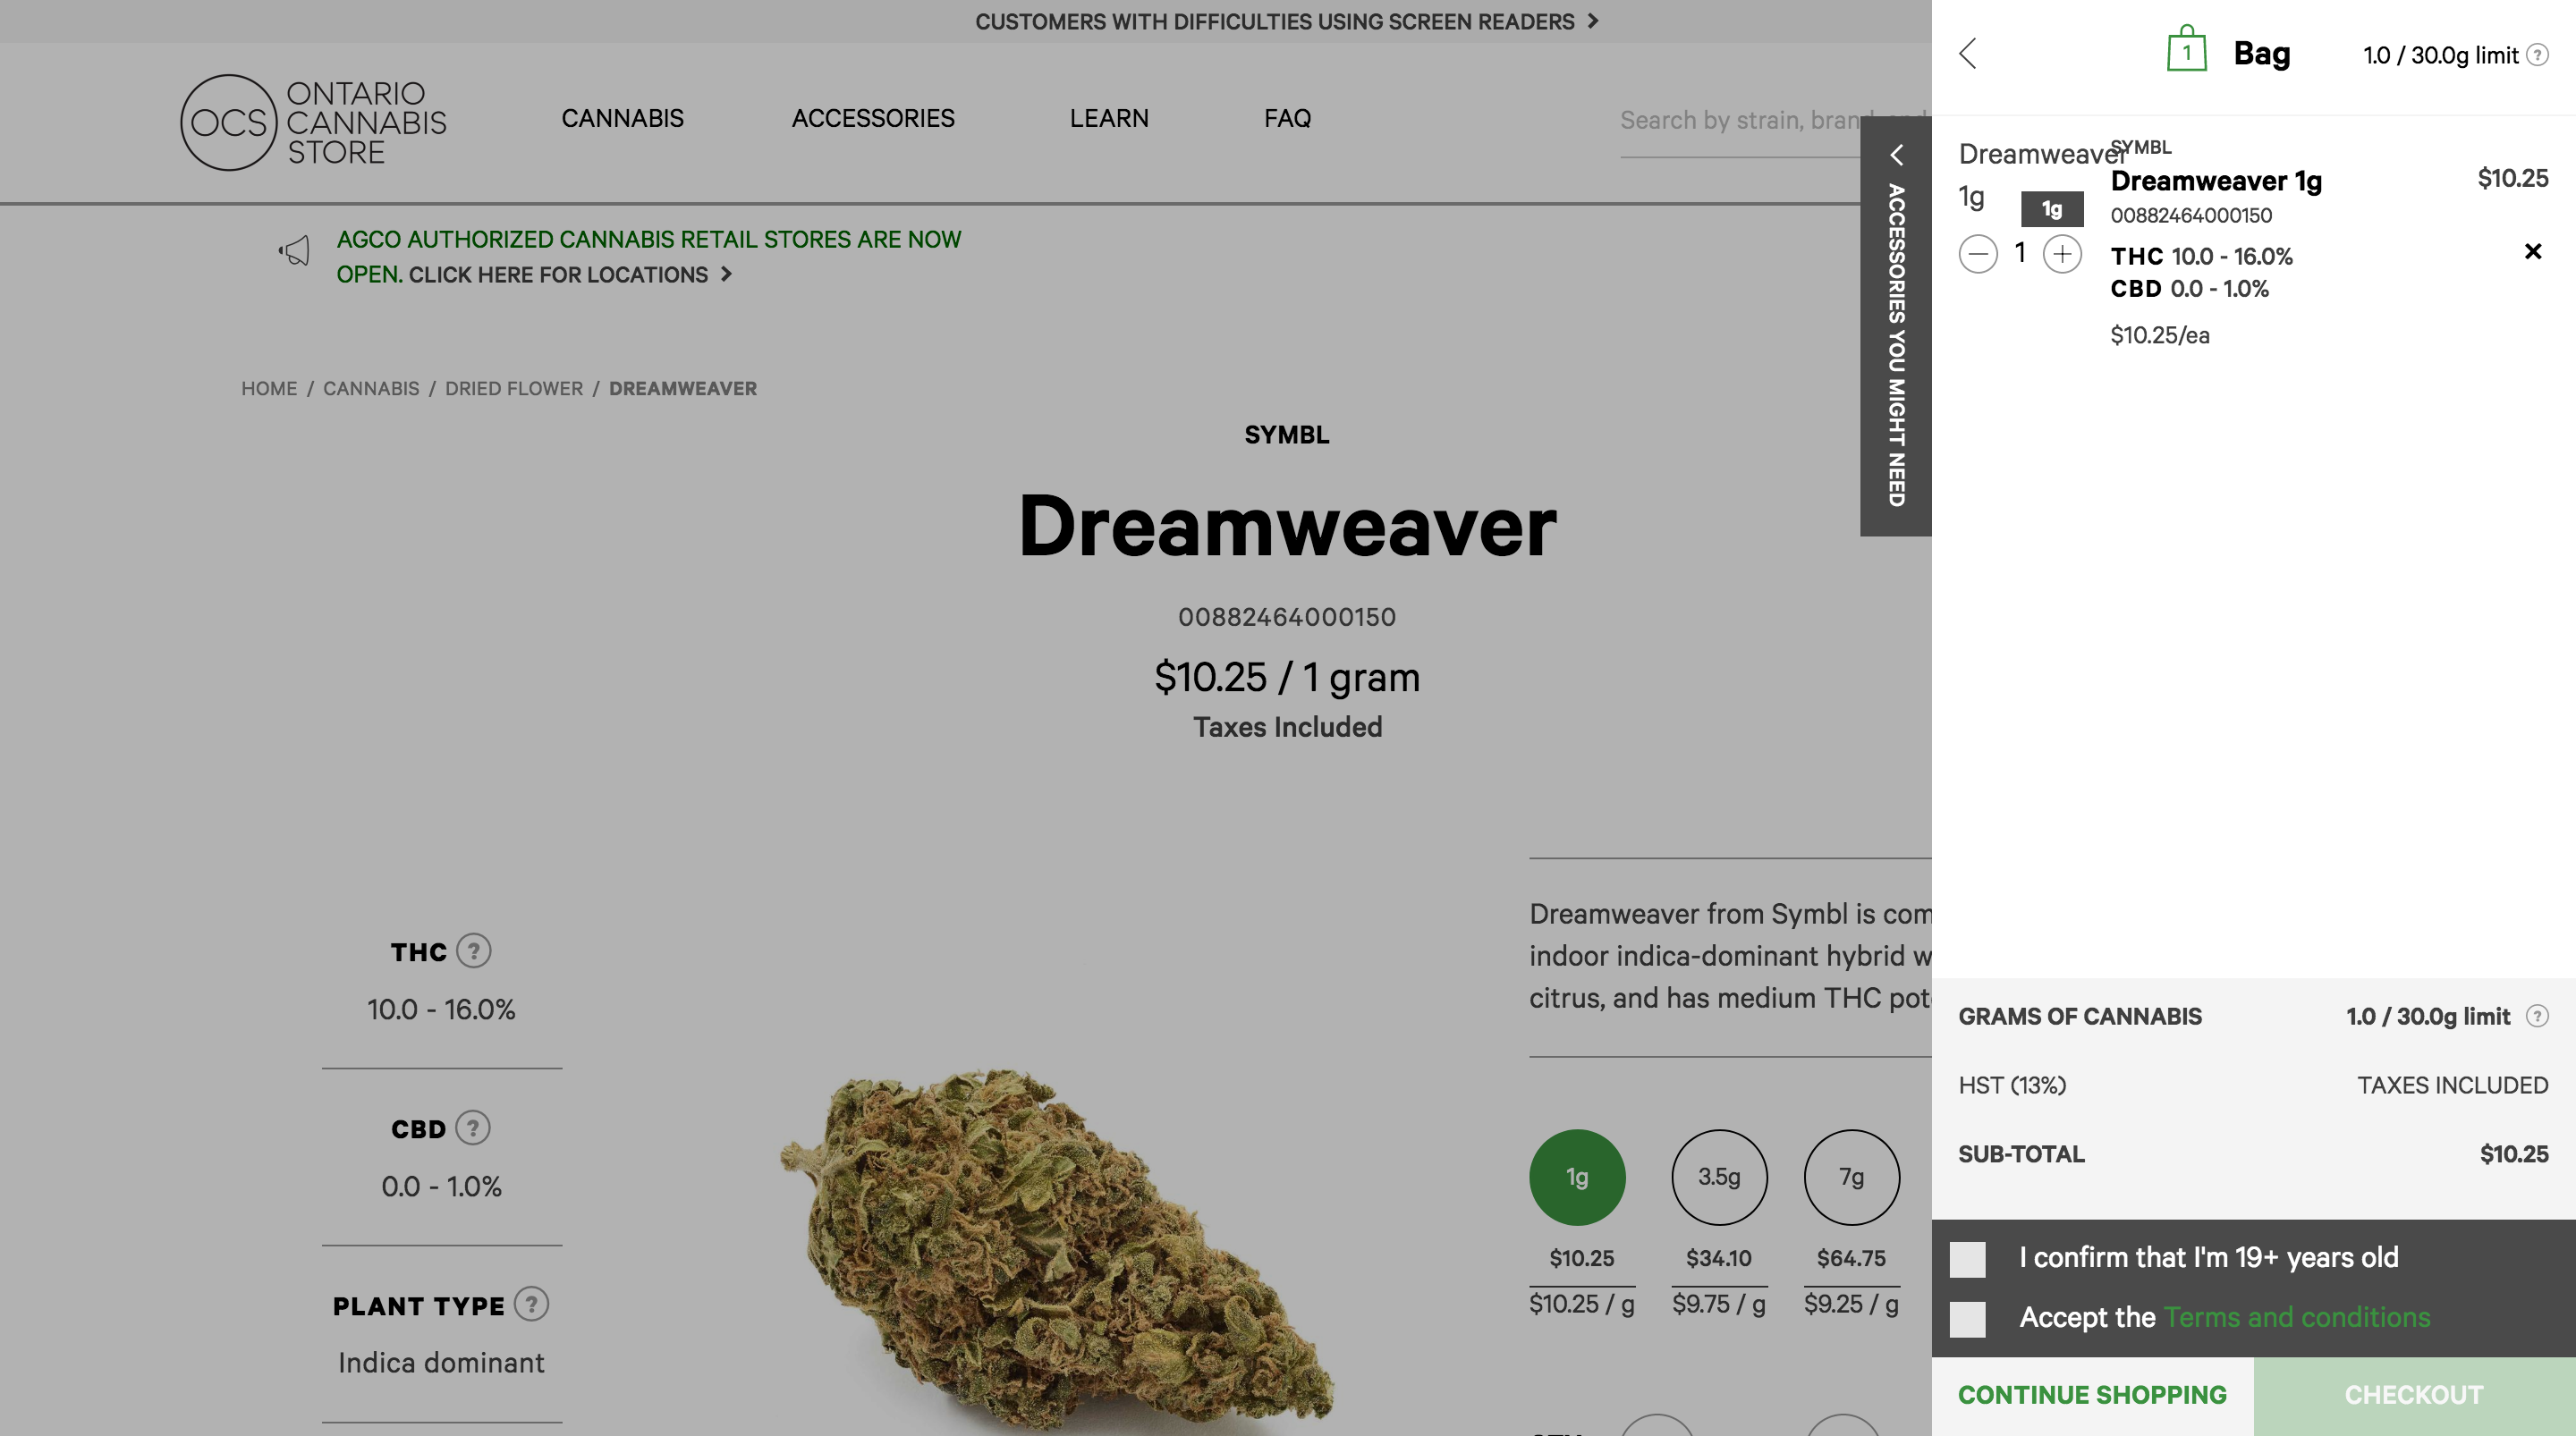 CUSTOMERS WITH DIFFICULTIES USING SCREEN READERS
OCS
ONTARIO
CANNABIS
STORE
CANNABIS
ACCESSORIES
LEARN
FAQ
Search by strain, brand, and
AGCO AUTHORIZED CANNABIS RETAIL STORES ARE NOW
OPEN. CLICK HERE FOR LOCATIONS
HOME / CANNABIS / DRIED FLOWER / DREAMWEAVER
SYMBL
Dreamweaver
00882464000150
$10.25 / 1 gram
Taxes Included
THC ?
10.0 - 16.0%
CBD ?
0.0 - 1.0%
PLANT TYPE ?
Indica dominant
Dreamweaver from Symbl is com
indoor indica-dominant hybrid w
citrus, and has medium THC pot
1g
3.5g
7g
$10.25
$34.10
$64.75
$10.25 / g
$9.75 / g
$9.25 / g
ACCESSORIES YOU MIGHT NEED
1
Bag
1.0 / 30.0g limit ?
Dreamweaver
1g
1g
1
SYMBL
Dreamweaver 1g
$10.25
00882464000150
THC 10.0 - 16.0%
CBD 0.0 - 1.0%
$10.25/ea
GRAMS OF CANNABIS
1.0 / 30.0g limit ?
HST (13%)
TAXES INCLUDED
SUB-TOTAL
$10.25
I confirm that I'm 19+ years old
Accept the Terms and conditions
CONTINUE SHOPPING
CHECKOUT